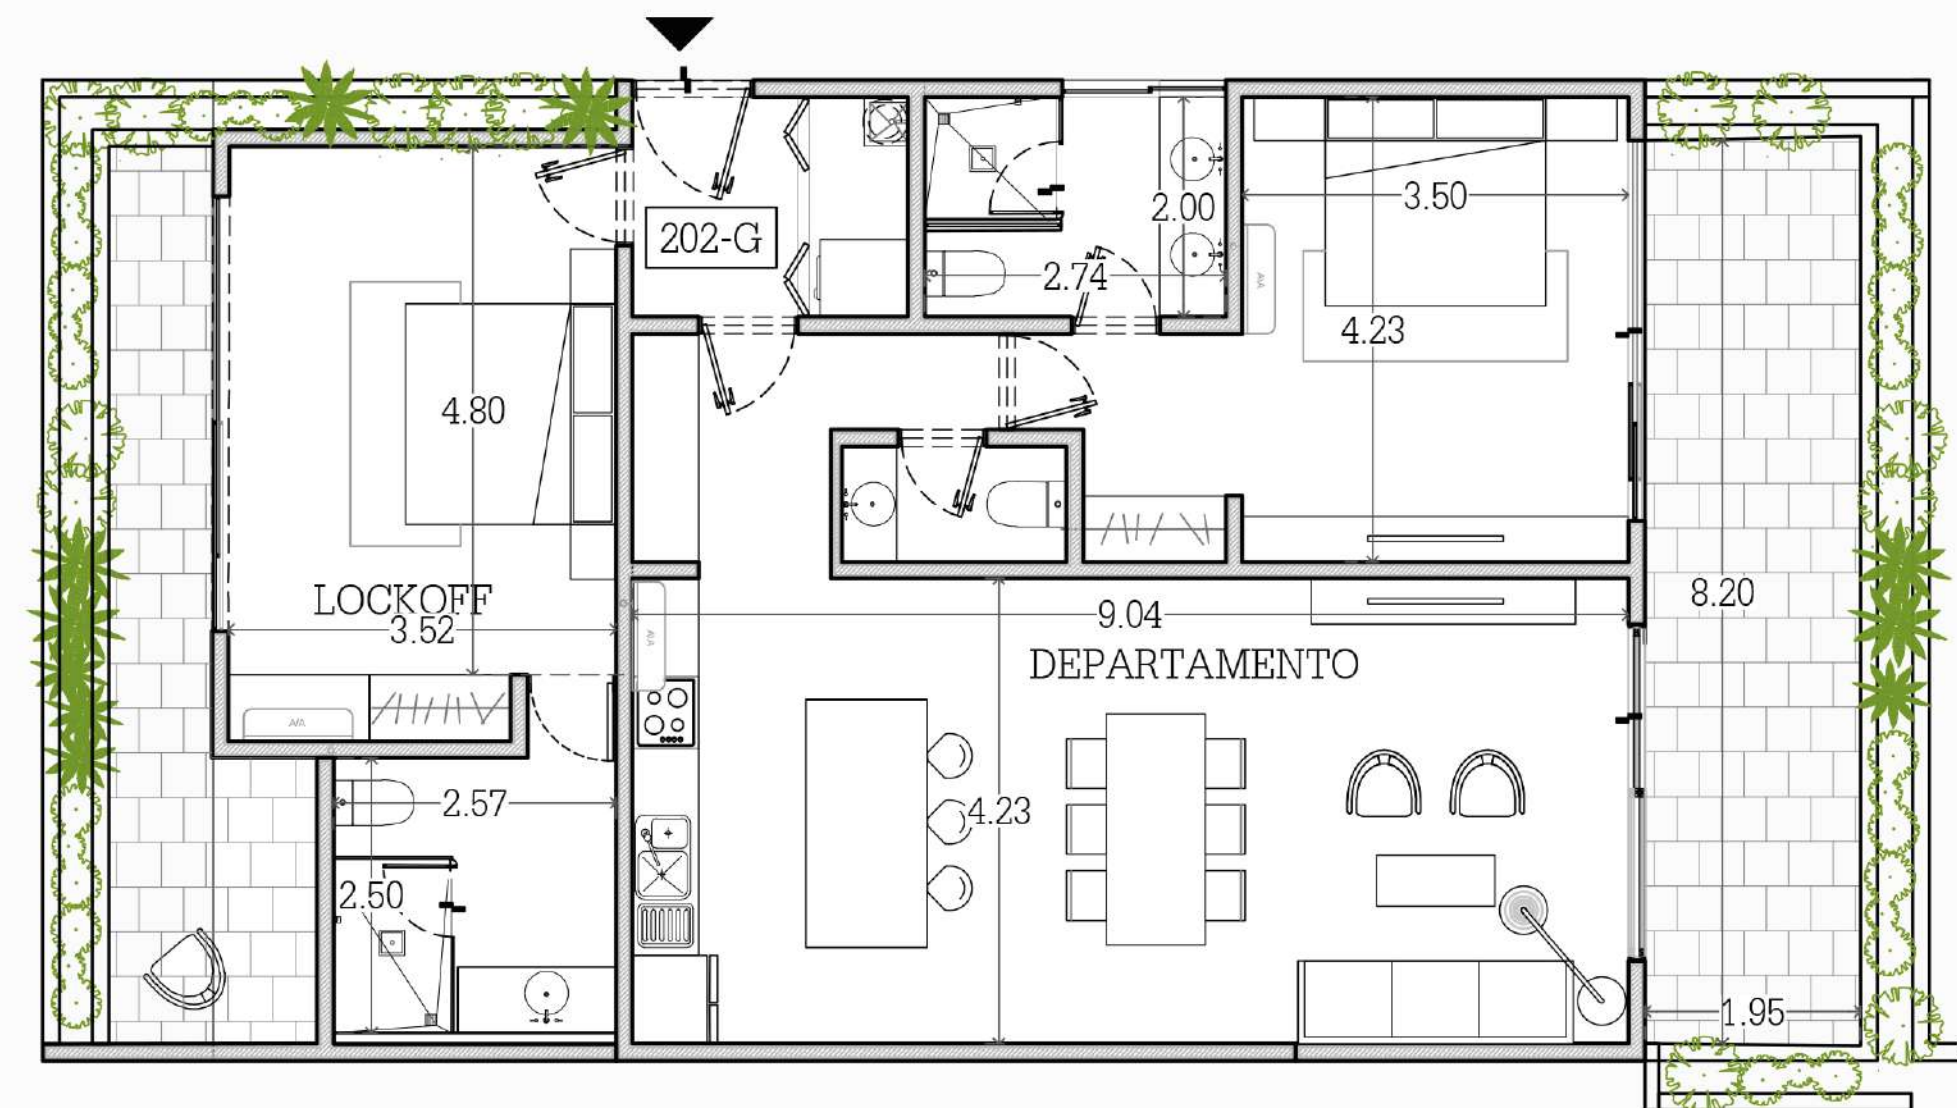 202-G
2.00
3.50
2.74
A/A
4.23
4.80
LOCKOFF
3.52
9.04
8.20
A/A
DEPARTAMENTO
A/A
2.57
4.23
2.50
1.95